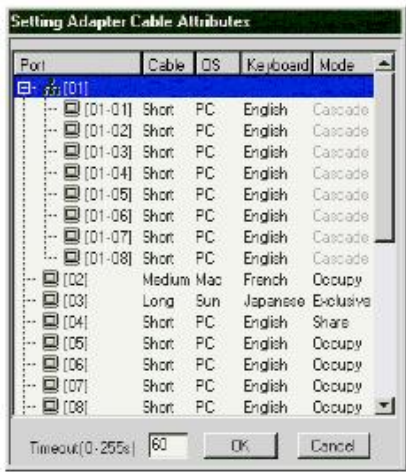 Setting Adapter Cable Attributes
Port Cable OS Keyboard Mode
[01]
[01-01] Short PC English Cascade
[01-02] Short PC English Cascade
[01-03] Short PC English Cascade
[01-04] Short PC English Cascade
[01-05] Short PC English Cascade
[01-06] Short PC English Cascade
[01-07] Short PC English Cascade
[01-08] Short PC English Cascade
[02] Medium Mac French Occupy
[03] Long Sun Japanese Exclusive
[04] Short PC English Share
[05] Short PC English Occupy
[06] Short PC English Occupy
[07] Short PC English Occupy
[08] Short PC English Occupy
Timeout(0-255s) 60 OK Cancel